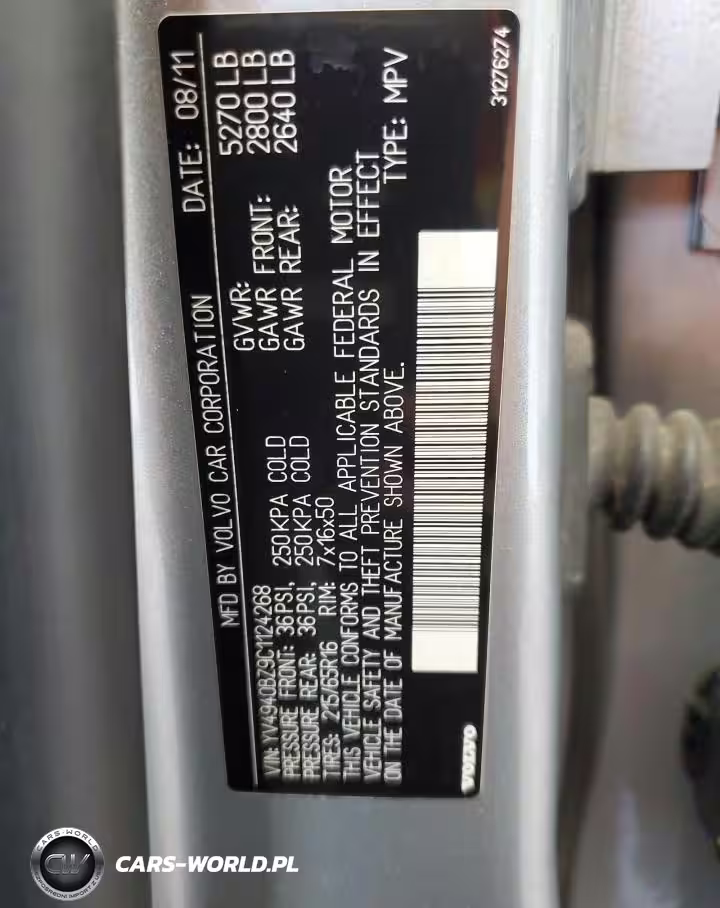 MFD BY VOLVO CAR CORPORATION DATE: 08/11
VIN: YV4940BZ9C1124268 GVWR: 5270 LB
PRESSURE FRONT: 36PSI, 250KPA COLD GAWR FRONT: 2800 LB
PRESSURE REAR: 36PSI, 250KPA COLD GAWR REAR: 2640 LB
TIRES: 215/65R16 RIM: 7x16x50
THIS VEHICLE CONFORMS TO ALL APPLICABLE FEDERAL MOTOR
VEHICLE SAFETY AND THEFT PREVENTION STANDARDS IN EFFECT
ON THE DATE OF MANUFACTURE SHOWN ABOVE. TYPE: MPV
VOLVO 31276274
CARS-WORLD
CW
CARS-WORLD.PL